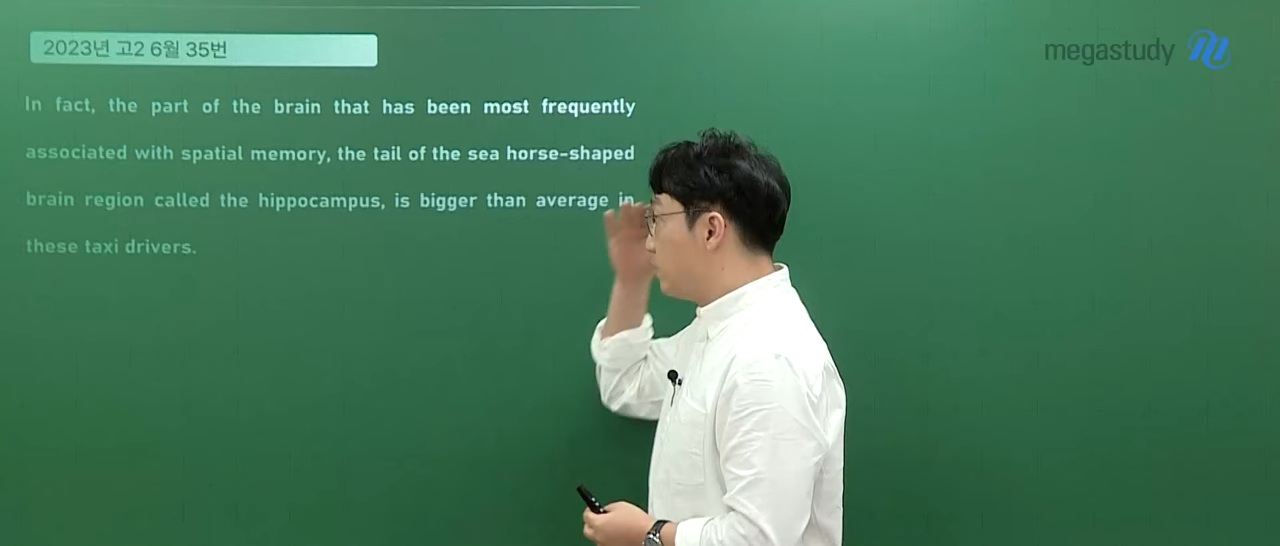 2023년 고2 6월 35번
megastudy
In fact, the part of the brain that has been most frequently
associated with spatial memory, the tail of the sea horse-shaped
brain region called the hippocampus, is bigger than average in
these taxi drivers.